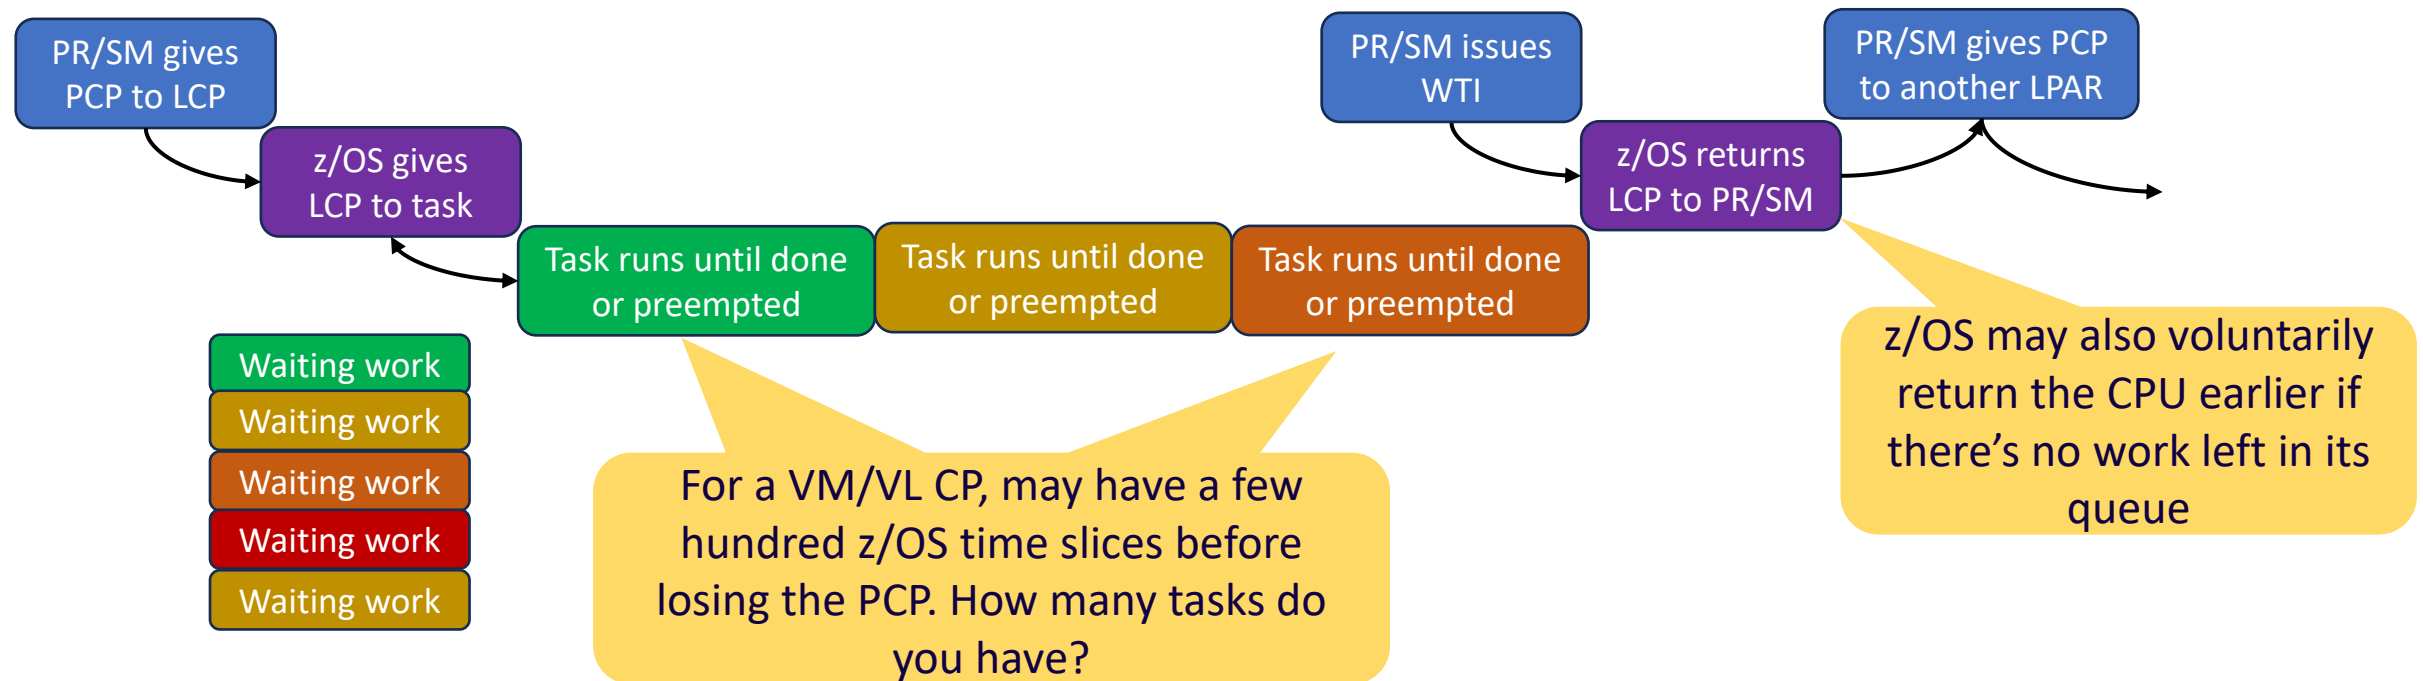 PR/SM gives
PCP to LCP
z/OS gives
LCP to task
Task runs until done
or preempted
Task runs until done
or preempted
Task runs until done
or preempted
PR/SM issues
WTI
z/OS returns
LCP to PR/SM
PR/SM gives PCP
to another LPAR
Waiting work
Waiting work
Waiting work
Waiting work
Waiting work
For a VM/VL CP, may have a few
hundred z/OS time slices before
losing the PCP. How many tasks do
you have?
z/OS may also voluntarily
return the CPU earlier if
there’s no work left in its
queue